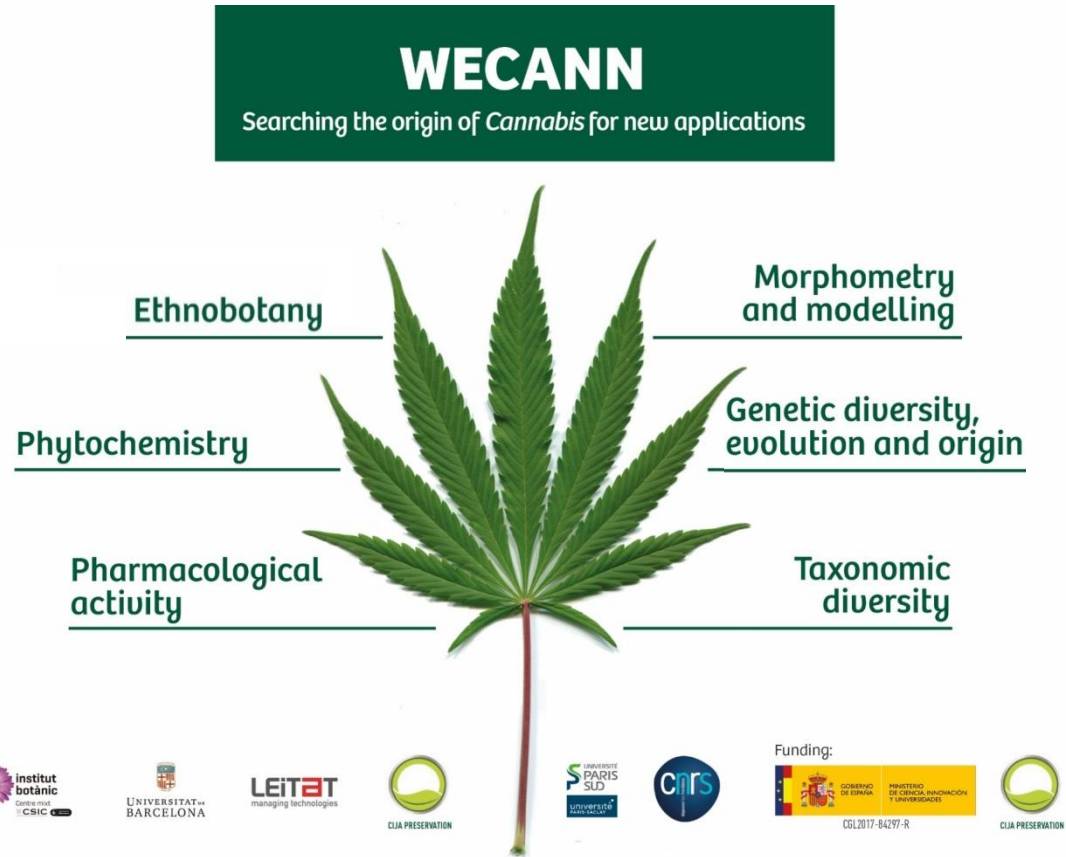 WECANN
Searching the origin of Cannabis for new applications
Ethnobotany
Morphometry
and modelling
Phytochemistry
Genetic diversity,
evolution and origin
Pharmacological
activity
Taxonomic
diversity
institut
botànic
Centre mixt
CSIC
UNIVERSITAT DE
BARCELONA
LEITAT
managing technologies
CIJA PRESERVATION
UNIVERSITÉ
PARIS
SUD
université
PARIS-SACLAY
cnrs
Funding:
GOBIERNO
DE ESPAÑA
MINISTERIO
DE CIENCIA, INNOVACIÓN
Y UNIVERSIDADES
CGL2017-84297-R
CIJA PRESERVATION